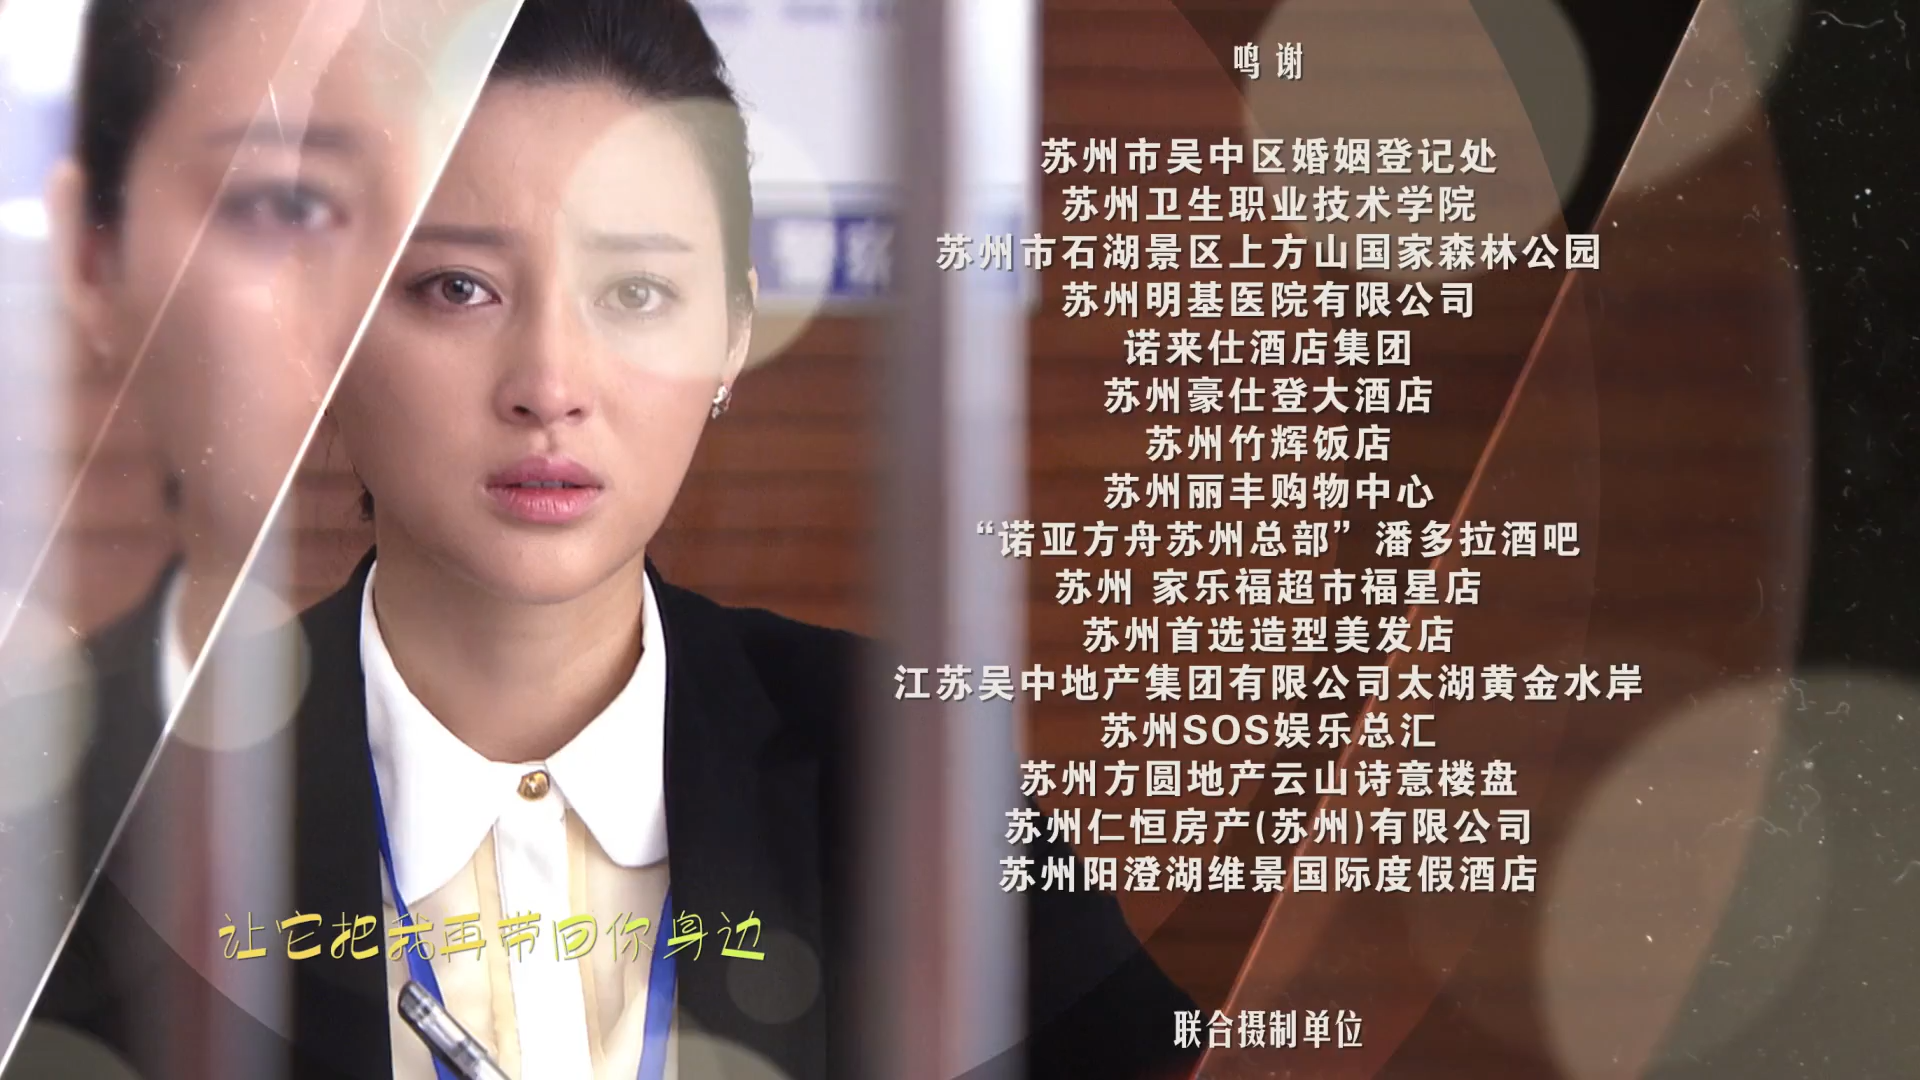 鸣 谢
苏州市吴中区婚姻登记处
苏州卫生职业技术学院
苏州市石湖景区上方山国家森林公园
苏州明基医院有限公司
诺来仕酒店集团
苏州豪仕登大酒店
苏州竹辉饭店
苏州丽丰购物中心
“诺亚方舟苏州总部”潘多拉酒吧
苏州 家乐福超市福星店
苏州首选造型美发店
江苏吴中地产集团有限公司太湖黄金水岸
苏州SOS娱乐总汇
苏州方圆地产云山诗意楼盘
苏州仁恒房产(苏州)有限公司
苏州阳澄湖维景国际度假酒店
让它把我再带回你身边
联合摄制单位